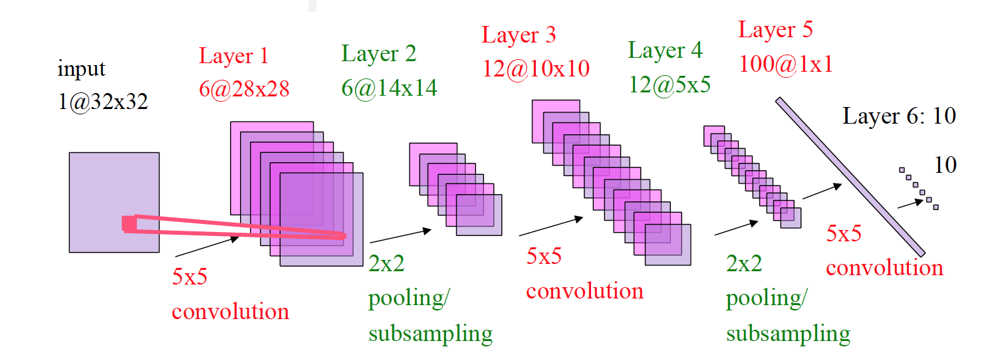 input
1@32x32
Layer 1
6@28x28
Layer 2
6@14x14
Layer 3
12@10x10
Layer 4
12@5x5
Layer 5
100@1x1
Layer 6: 10
10
5x5
convolution
2x2
pooling/
subsampling
5x5
convolution
2x2
pooling/
subsampling
5x5
convolution